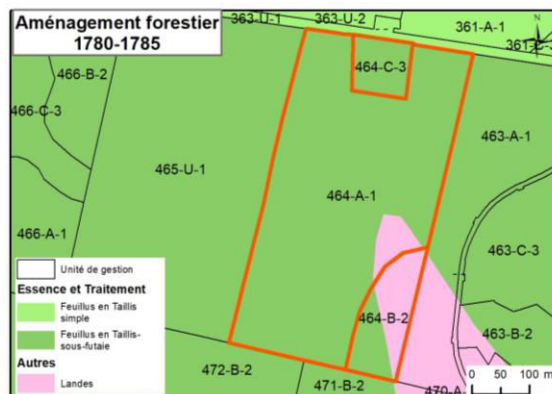 Aménagement forestier
1780-1785
363-U-1
363-U-2
361-A-1
N
466-B-2
464-C-3
466-C-3
463-A-1
465-U-1
464-A-1
466-A-1
463-C-3
Unité de gestion
Essence et Traitement
Feuillus en Taillis
simple
Feuillus en Taillis-
sous-futaie
Autres
Landes
464-B-2
463-B-2
472-B-2
471-B-2
470-A
0 50 100 m